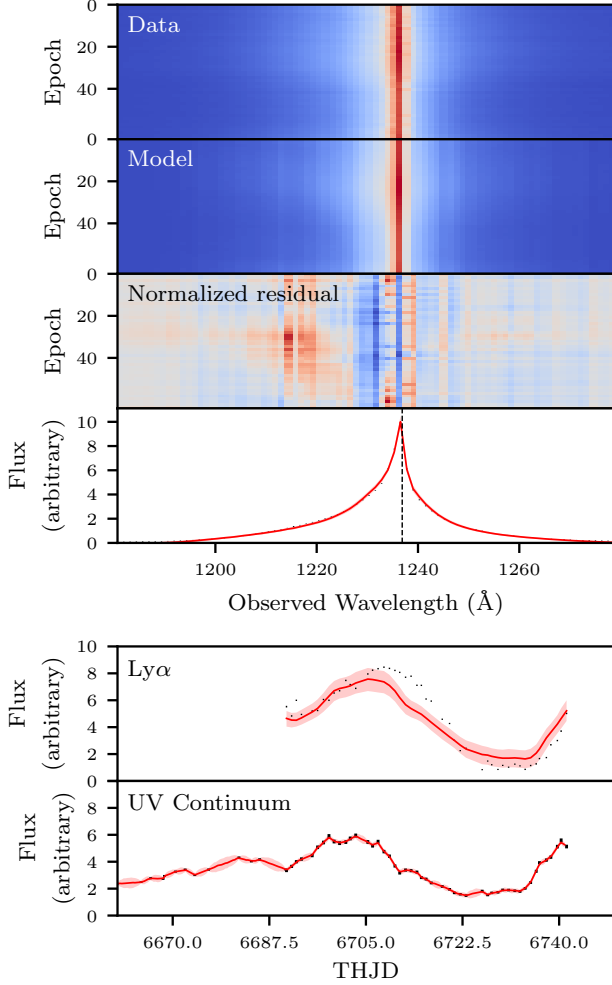 Data
Epoch
0
20
40
0
Model
Epoch
20
40
0
Normalized residual
Epoch
20
40
Flux
(arbitrary)
10
8
6
4
2
0
1200 1220 1240 1260
Observed Wavelength (Å)
Lyα
Flux
(arbitrary)
10
8
6
4
2
0
UV Continuum
Flux
(arbitrary)
8
6
4
2
0
6670.0 6687.5 6705.0 6722.5 6740.0
THJD